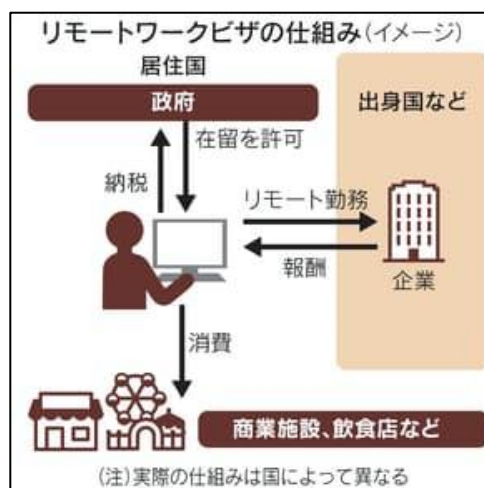 リモートワークビザの仕組み(イメージ)
居住国
政府
出身国など
在留を許可
納税
リモート勤務
報酬
企業
消費
商業施設、飲食店など
(注)実際の仕組みは国によって異なる